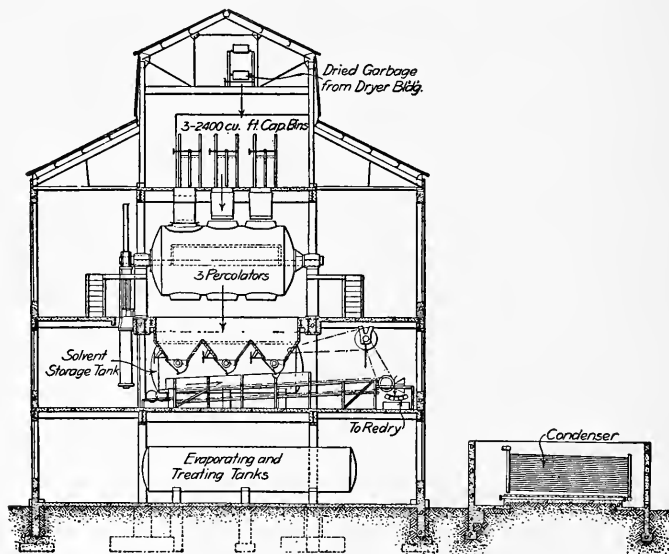 Dried Garbage
from Dryer Bldg.
3-2400 cu. ft. Cap. Bins
3 Percolators
Solvent
Storage Tank
To Redry
Evaporating and
Treating Tanks
Condenser